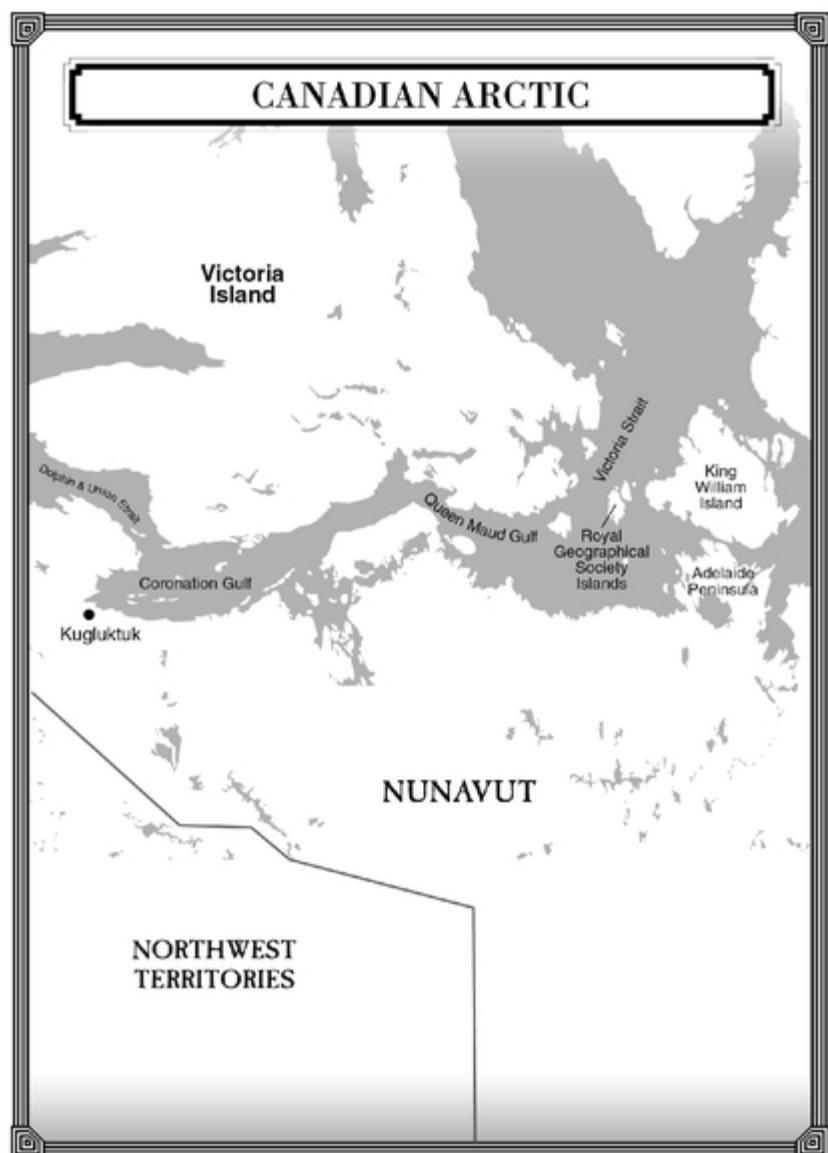 CANADIAN ARCTIC
Victoria
Island
Victoria Strait
King
William
Island
Dolphin & Union Strait
Queen Maud Gulf
Royal
Geographical
Society
Islands
Adelaide
Peninsula
Coronation Gulf
Kugluktuk
NUNAVUT
NORTHWEST
TERRITORIES